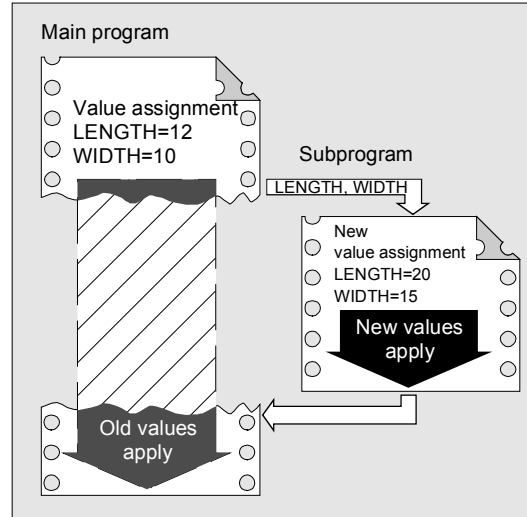 Main program
Value assignment
LENGTH=12
WIDTH=10
Subprogram
LENGTH, WIDTH
New
value assignment
LENGTH=20
WIDTH=15
New values
apply
Old values
apply